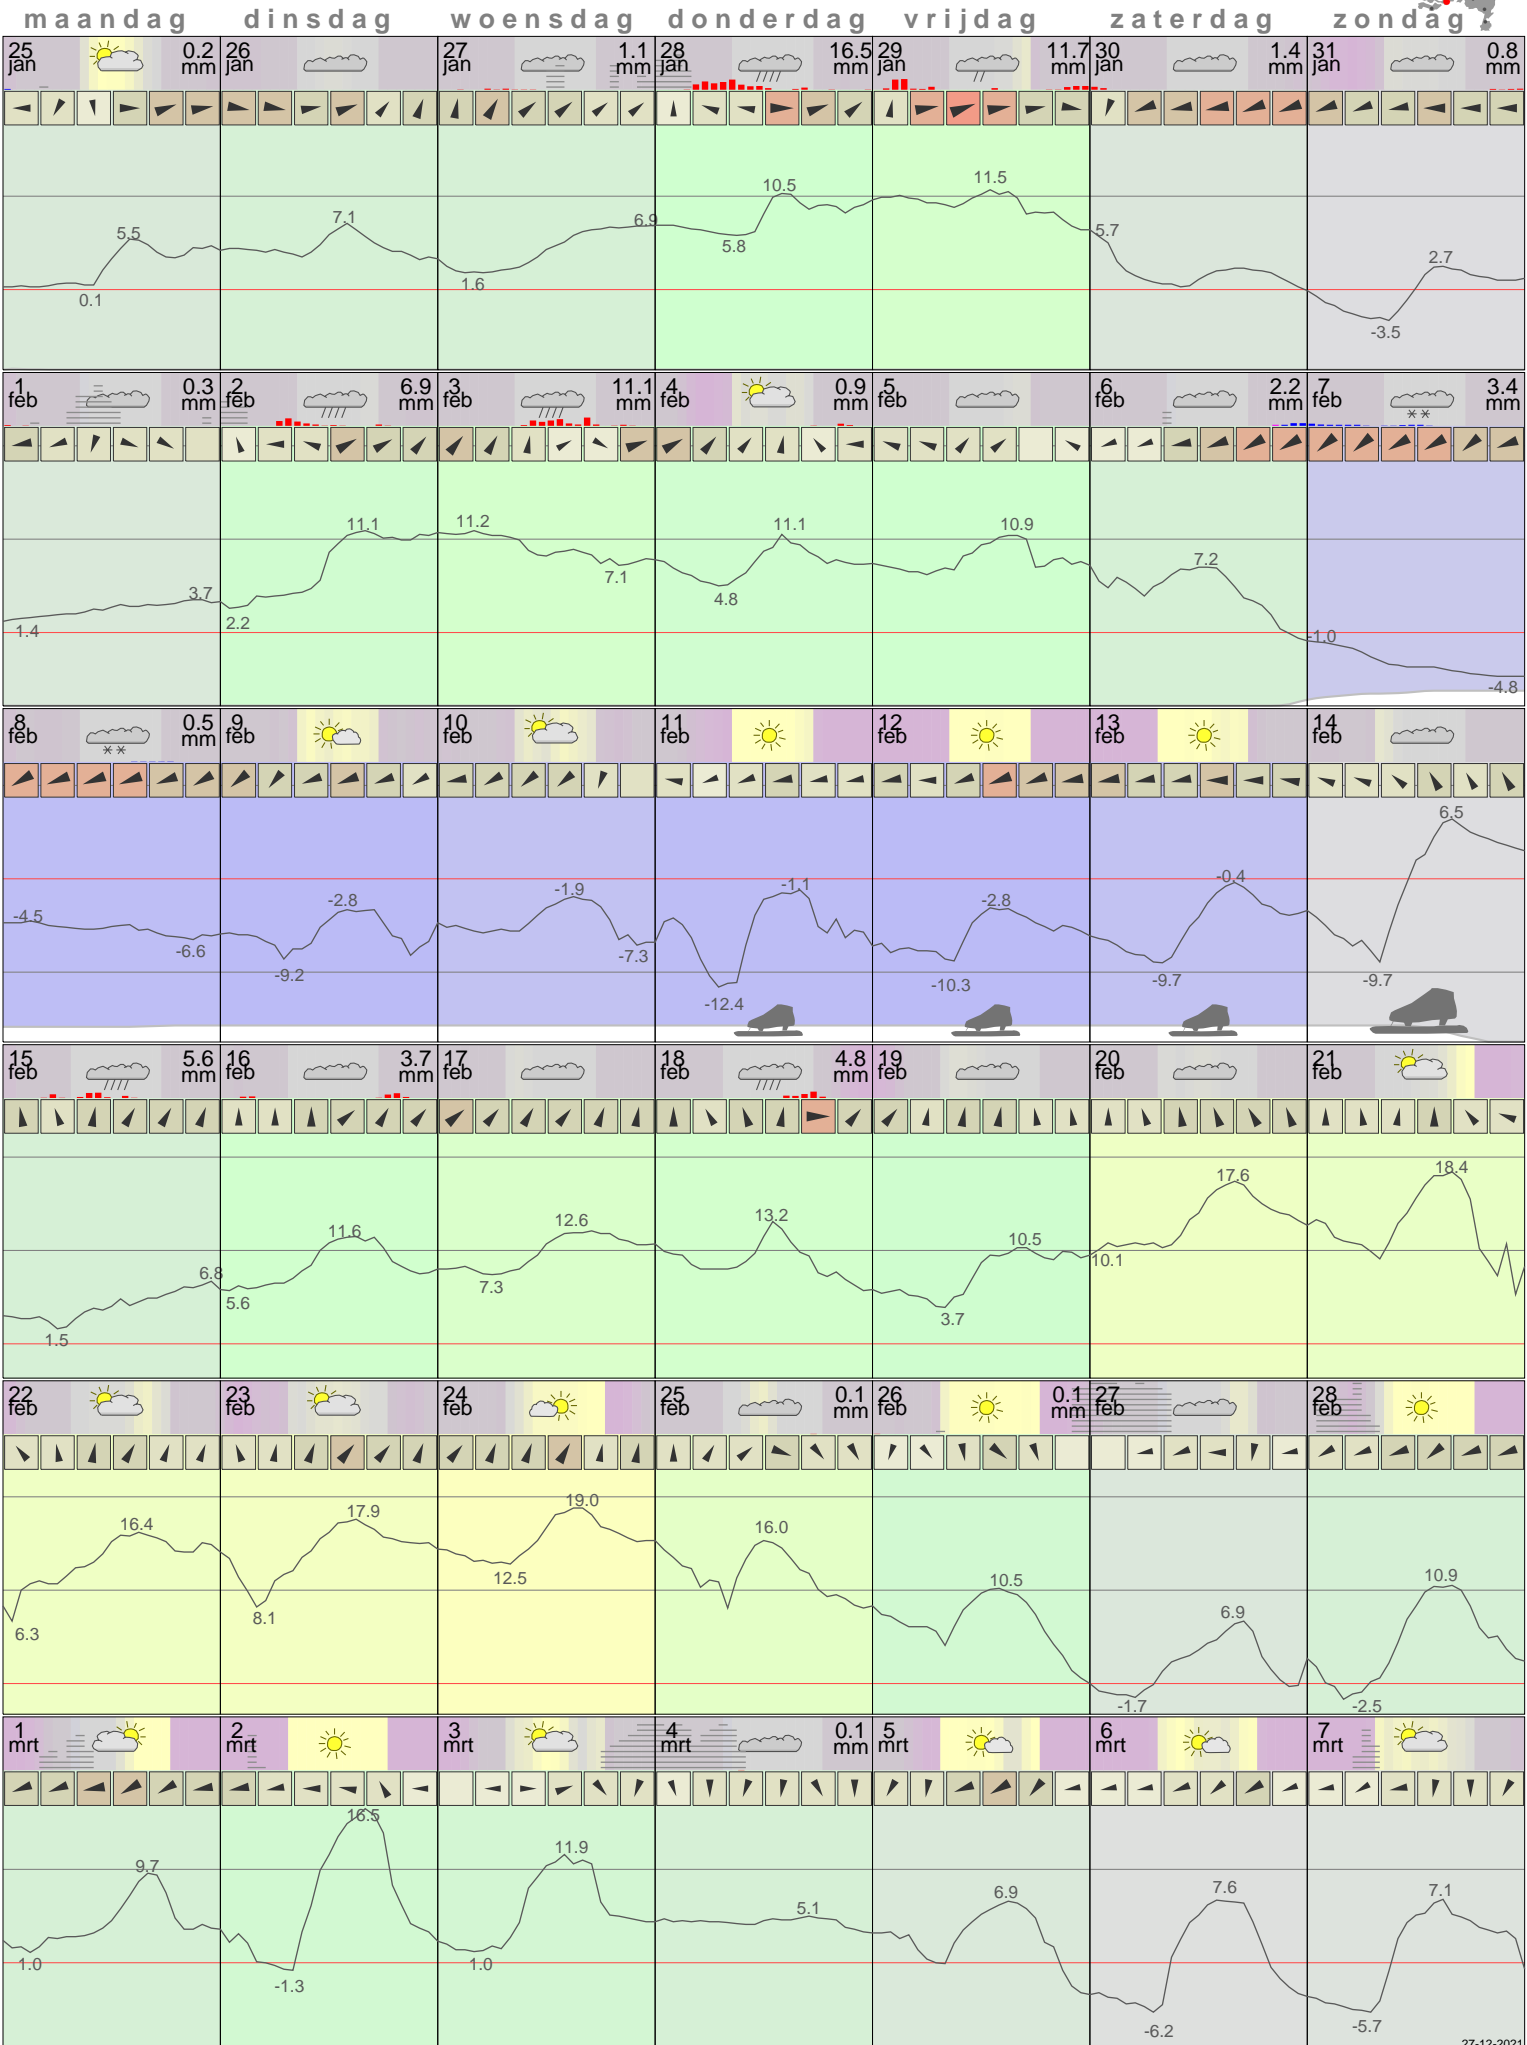 maandag dinsdag woensdag donderdag vrijdag zaterdag zondag
25 0.2 26 27 1.1 28 16.5 29 11.7 30 1.4 31 0.8
jan mm jan jan mm jan mm jan mm jan mm jan mm
11.5
10.5
7.1
6.9
5.5 5.7
5.8
2.7
1.6
0.1
-3.5
1 0.3 2 6.9 3 11.1 4 0.9 5 6 2.2 7 3.4
feb mm feb mm feb mm feb mm feb feb mm feb mm
11.1 11.2 11.1 10.9
7.2
7.1
3.7 4.8
1.4 2.2 -1.0
-4.8
8 0.5 9 10 11 12 13 14
feb mm feb feb feb feb feb feb
6.5
-4.5 -2.8 -1.9 -1.1 -2.8 -0.4
-6.6 -7.3
-9.2 -12.4 -10.3 -9.7 -9.7
15 5.6 16 3.7 17 18 4.8 19 20 21
feb mm feb mm feb feb mm feb feb feb
17.6 18.4
11.6 12.6 13.2 10.5
6.8 10.1
5.6 7.3
1.5 3.7
22 23 24 25 0.1 26 0.1 27 28
feb feb feb feb mm feb mm feb feb
16.4 17.9 19.0 16.0
12.5 10.5 10.9
6.3 8.1 6.9
-1.7 -2.5
1 2 3 4 0.1 5 6 7
mrt mrt mrt mrt mm mrt mrt mrt
16.5
9.7 11.9
5.1 6.9 7.6 7.1
1.0 -1.3 1.0
-6.2 -5.7
27-12-2021